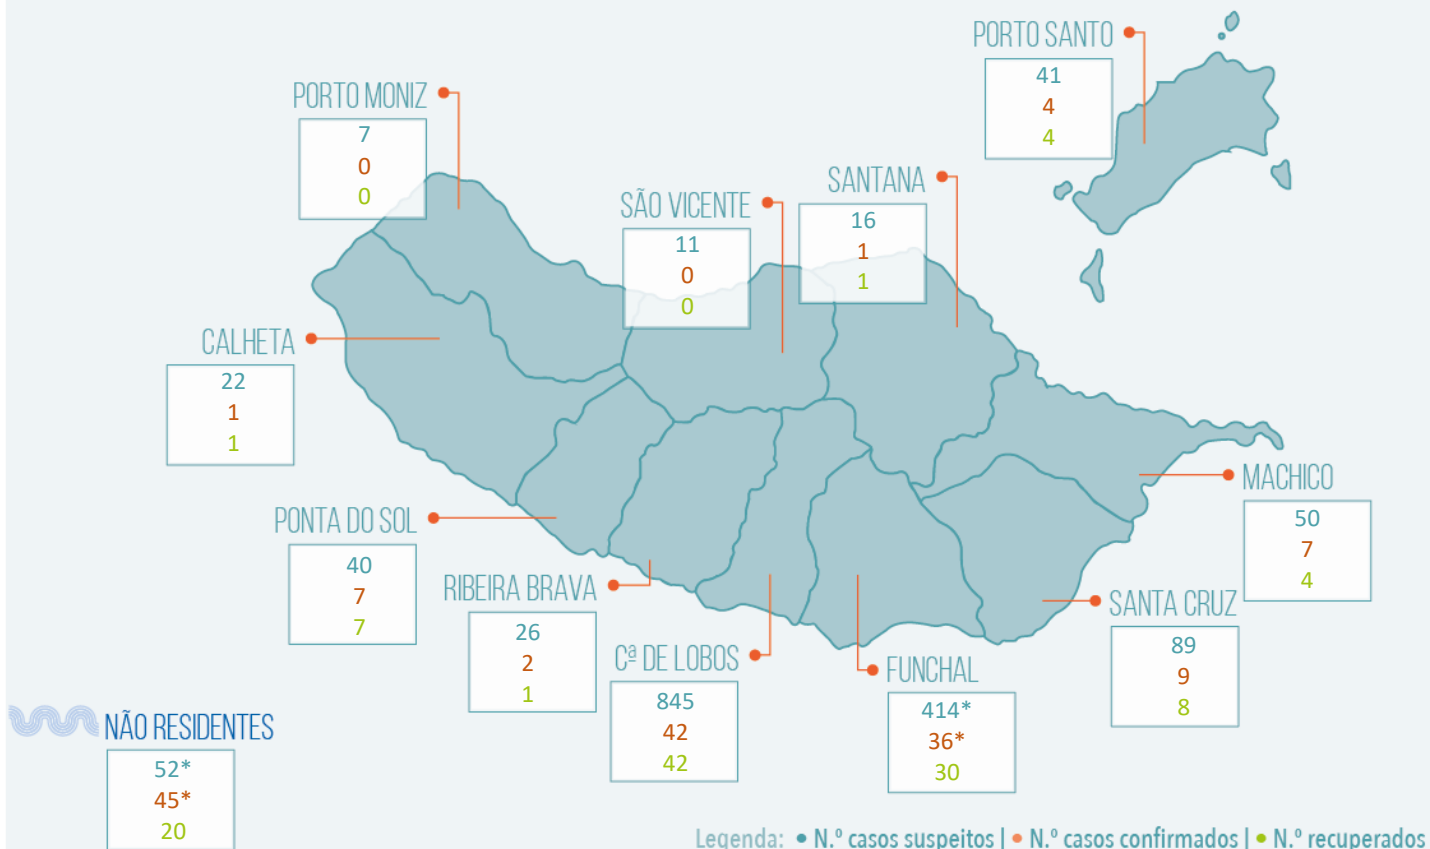 PORTO SANTO
41
4
4
PORTO MONIZ
7
0
0
SANTANA
16
1
1
SÃO VICENTE
11
0
0
CALHETA
22
1
1
MACHICO
50
7
4
PONTA DO SOL
40
7
7
RIBEIRA BRAVA
26
2
1
SANTA CRUZ
89
9
8
Cª DE LOBOS
845
42
42
FUNCHAL
414*
36*
30
NÃO RESIDENTES
52*
45*
20
Legenda: • N.º casos suspeitos | • N.º casos confirmados | • N.º recuperados